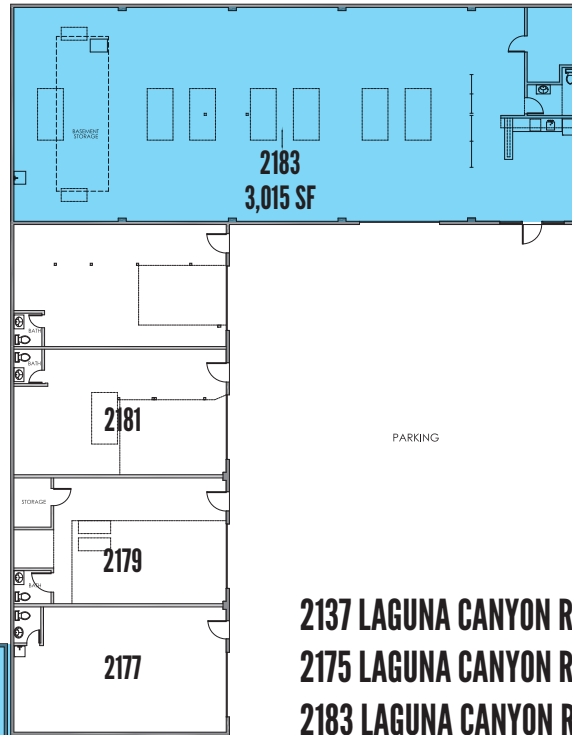 BASEMENT
STORAGE
2183
3,015 SF
BATH
BATH
2181
PARKING
STORAGE
2179
BATH
2177
2137 LAGUNA CANYON R
2175 LAGUNA CANYON R
2183 LAGUNA CANYON R